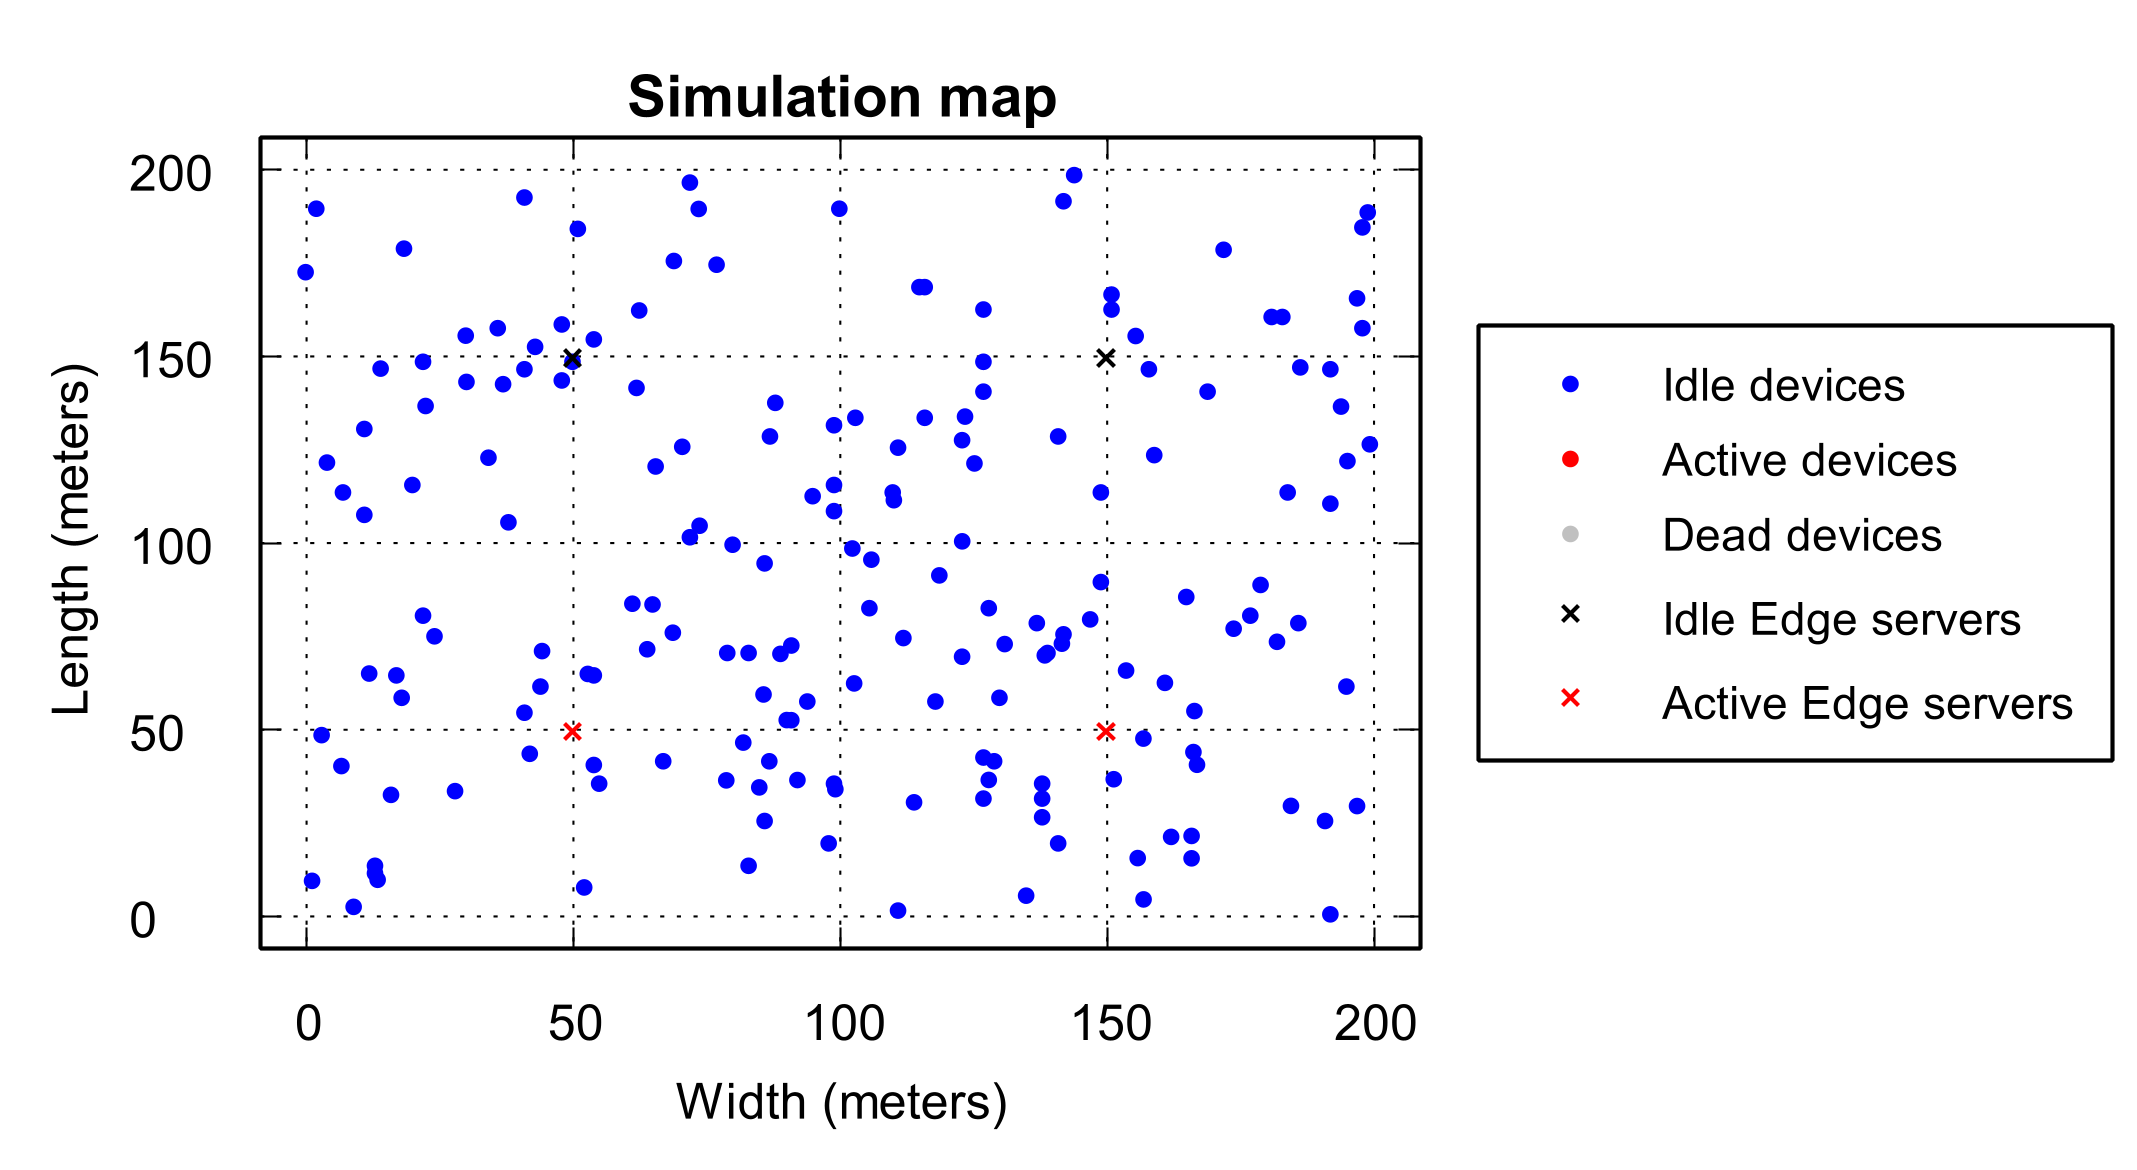 Simulation map
200
150
100
50
0
Length (meters)
0 50 100 150 200
Width (meters)
Idle devices
Active devices
Dead devices
Idle Edge servers
Active Edge servers